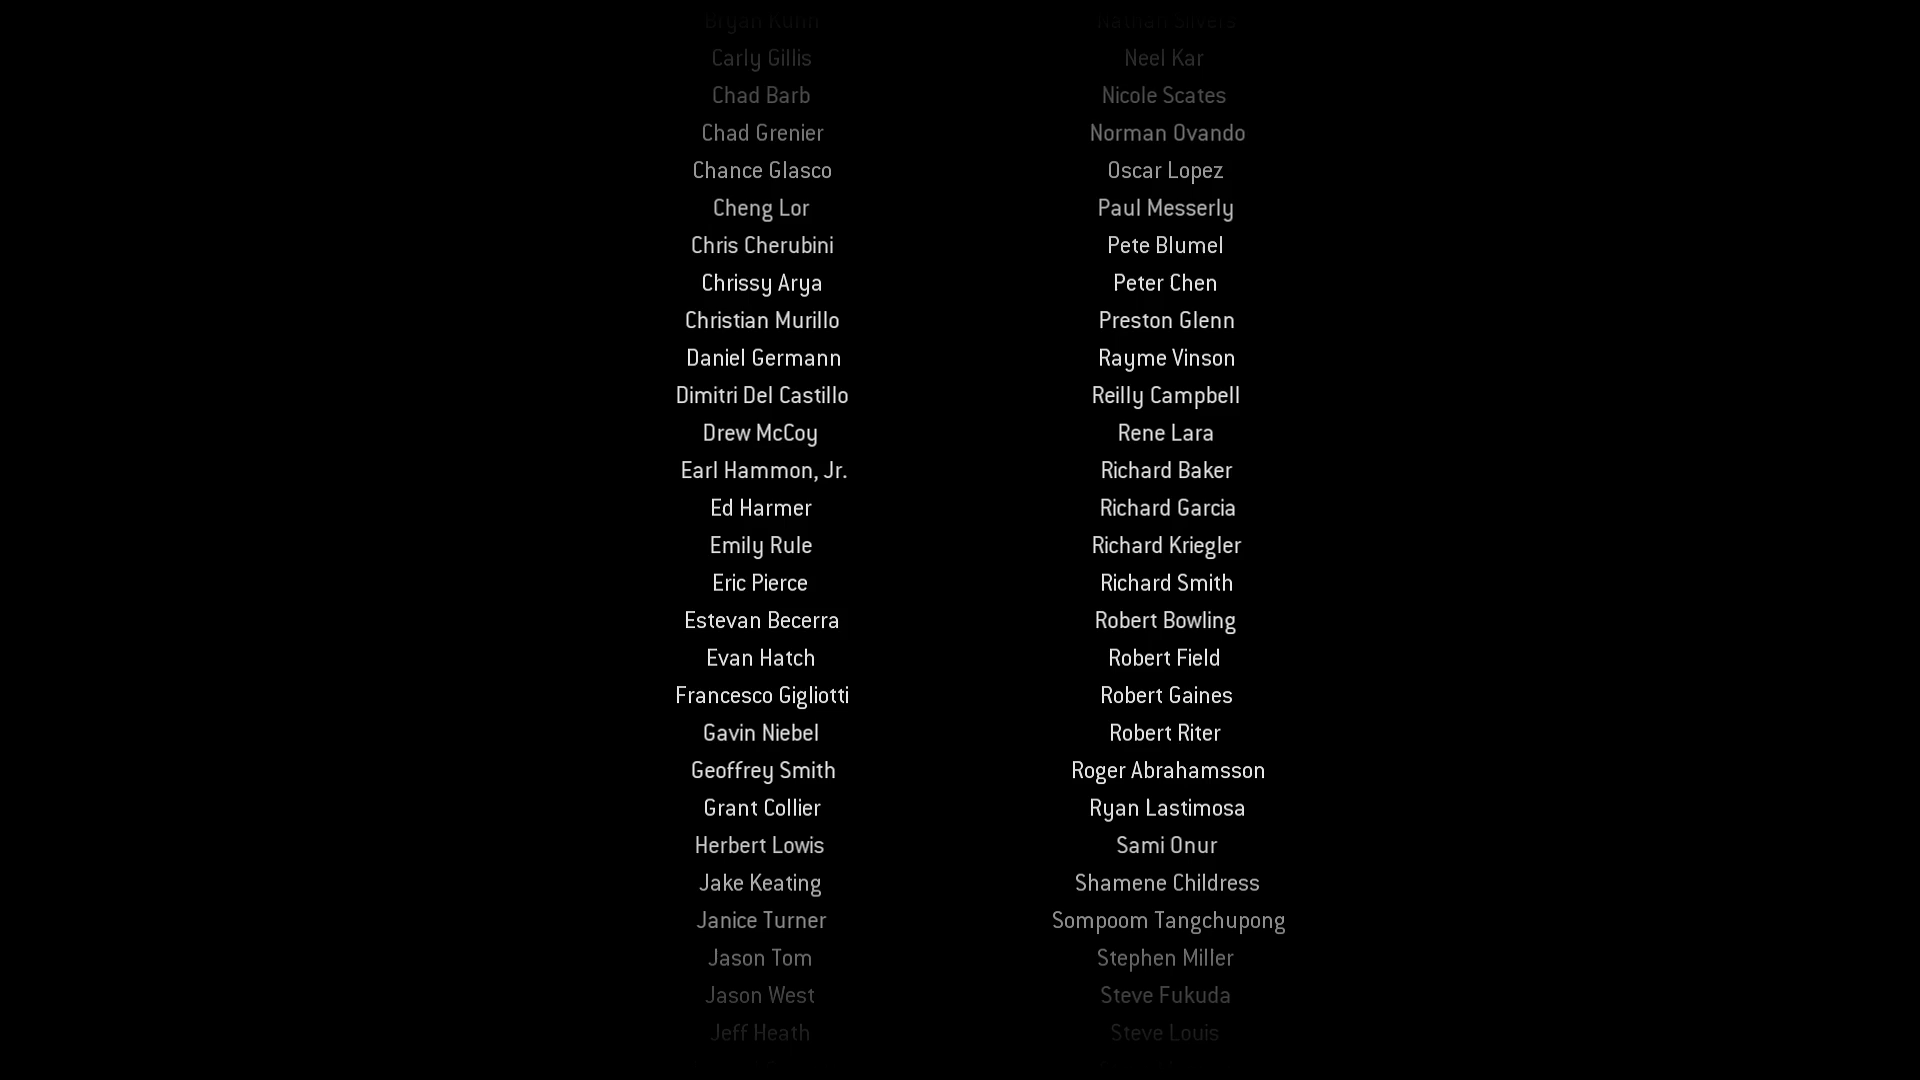 Bryan Kuhn
Carly Gillis
Chad Barb
Chad Grenier
Chance Glasco
Cheng Lor
Chris Cherubini
Chrissy Arya
Christian Murillo
Daniel Germann
Dimitri Del Castillo
Drew McCoy
Earl Hammon, Jr.
Ed Harmer
Emily Rule
Eric Pierce
Estevan Becerra
Evan Hatch
Francesco Gigliotti
Gavin Niebel
Geoffrey Smith
Grant Collier
Herbert Lowis
Jake Keating
Janice Turner
Jason Tom
Jason West
Jeff Heath
Nathan Silvers
Neel Kar
Nicole Scates
Norman Ovando
Oscar Lopez
Paul Messerly
Pete Blumel
Peter Chen
Preston Glenn
Rayme Vinson
Reilly Campbell
Rene Lara
Richard Baker
Richard Garcia
Richard Kriegler
Richard Smith
Robert Bowling
Robert Field
Robert Gaines
Robert Riter
Roger Abrahamsson
Ryan Lastimosa
Sami Onur
Shamene Childress
Sompoom Tangchupong
Stephen Miller
Steve Fukuda
Steve Louis